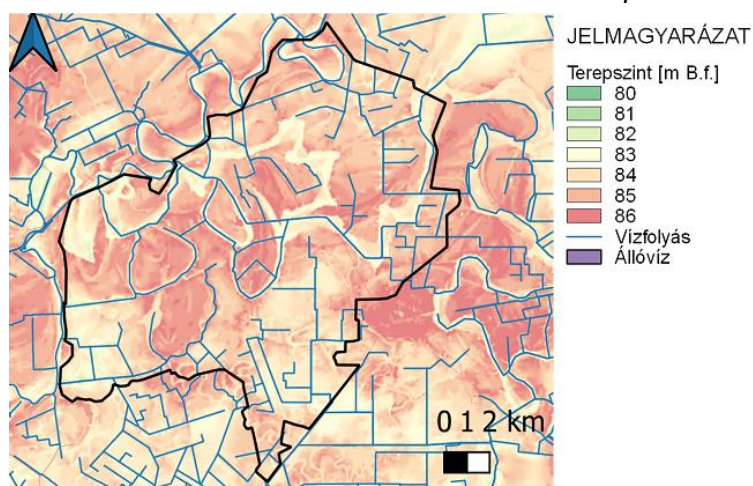 JELMAGYARÁZAT
Terepszint [m B.f.]
80
81
82
83
84
85
86
Vízfolyás
Állóvíz
0 1 2 km